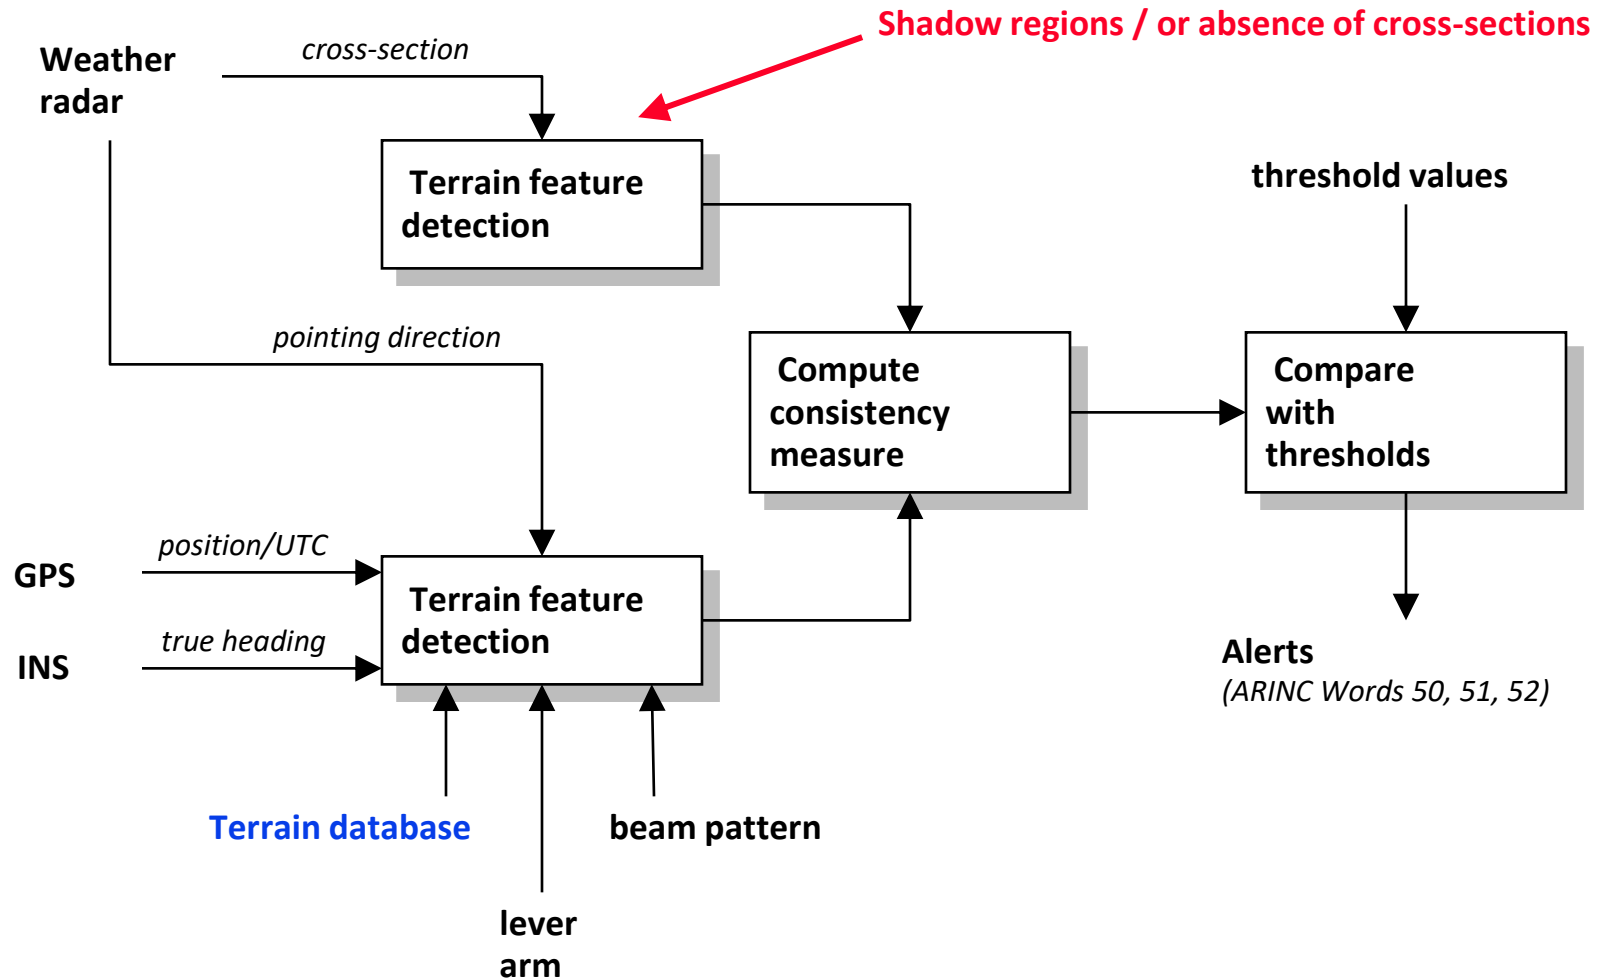 Shadow regions / or absence of cross-sections
Weather
radar
cross-section
Terrain feature
detection
threshold values
pointing direction
Compute
consistency
measure
Compare
with
thresholds
GPS
position/UTC
INS
true heading
Terrain feature
detection
Alerts
(ARINC Words 50, 51, 52)
Terrain database
beam pattern
lever
arm